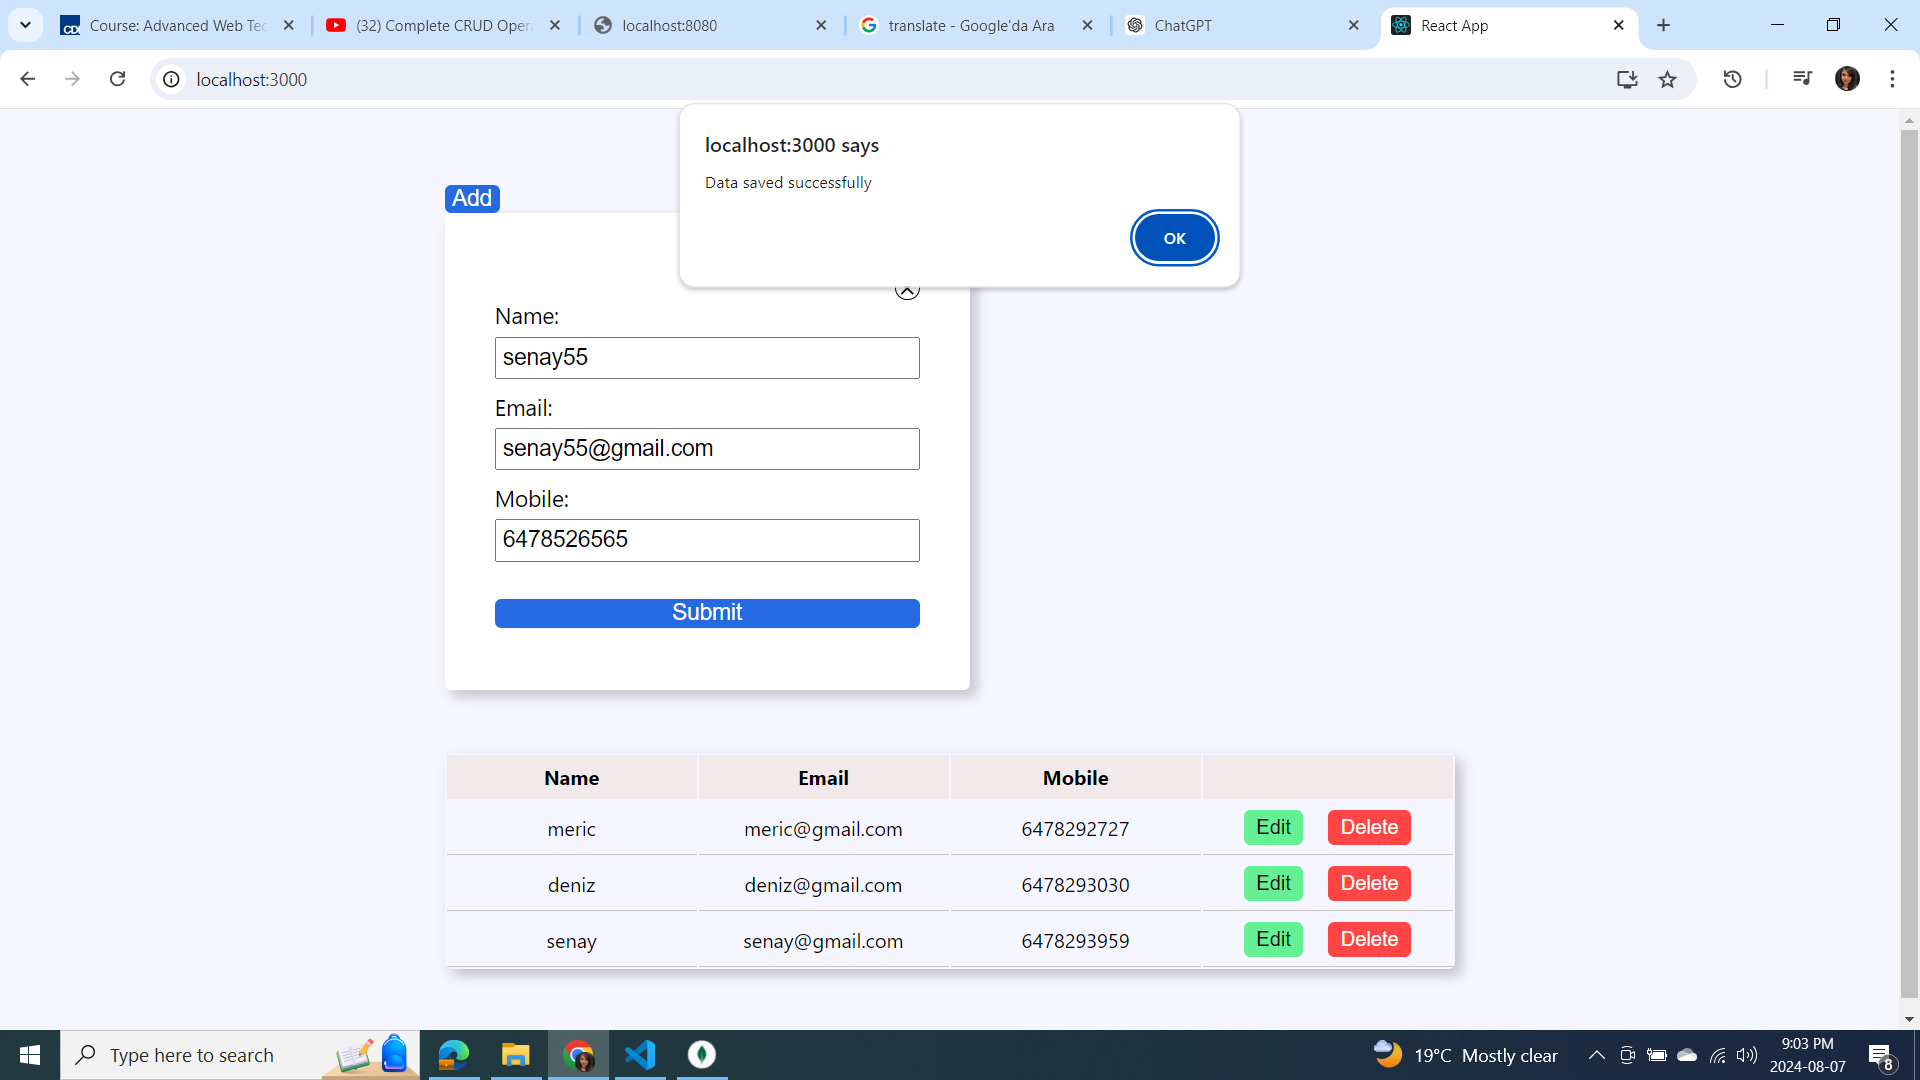 Course: Advanced Web Tec
(32) Complete CRUD Opera
localhost:8080
translate - Google'da Ara
ChatGPT
React App
localhost:3000
localhost:3000 says
Data saved successfully
OK
Add
Name:
senay55
Email:
senay55@gmail.com
Mobile:
6478526565
Submit
Name Email Mobile
meric meric@gmail.com 6478292727 Edit Delete
deniz deniz@gmail.com 6478293030 Edit Delete
senay senay@gmail.com 6478293959 Edit Delete
Type here to search
19°C Mostly clear
9:03 PM
2024-08-07
8